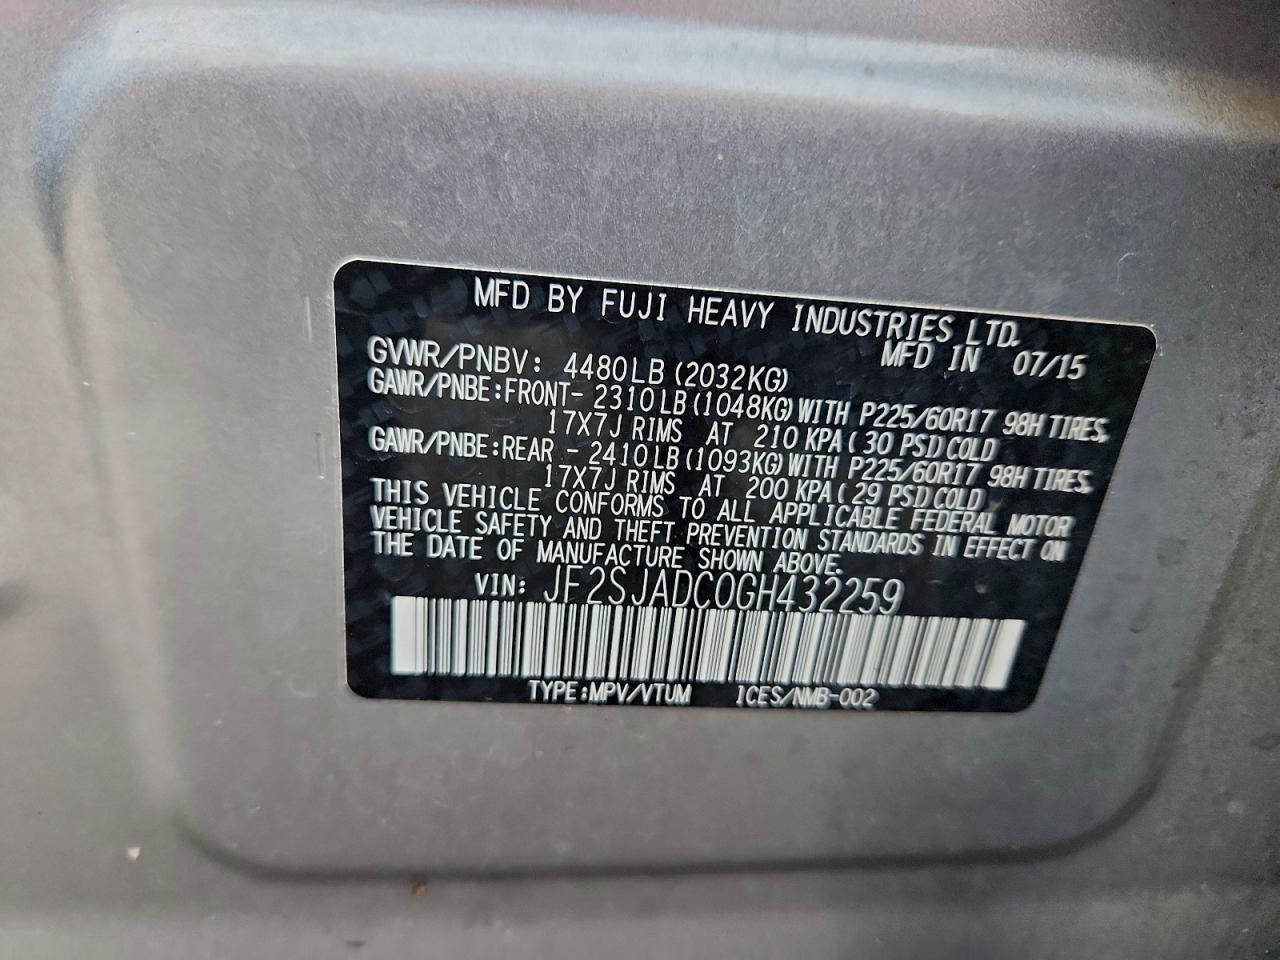 MFD BY FUJI HEAVY INDUSTRIES LTD.
MFD IN 07/15
GVWR/PNBV: 4480LB (2032KG)
GAWR/PNBE:FRONT- 2310LB (1048KG) WITH P225/60R17 98H TIRES,
17X7J RIMS AT 210 KPA ( 30 PSI) COLD
GAWR/PNBE:REAR - 2410LB (1093KG) WITH P225/60R17 98H TIRES,
17X7J RIMS AT 200 KPA ( 29 PSI) COLD
THIS VEHICLE CONFORMS TO ALL APPLICABLE FEDERAL MOTOR
VEHICLE SAFETY AND THEFT PREVENTION STANDARDS IN EFFECT ON
THE DATE OF MANUFACTURE SHOWN ABOVE.
VIN: JF2SJADC0GH432259
TYPE:MPV/VTUM ICES/NMB-002